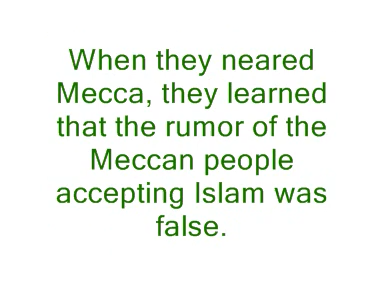 When they neared
Mecca, they learned
that the rumor of the
Meccan people
accepting Islam was
false.